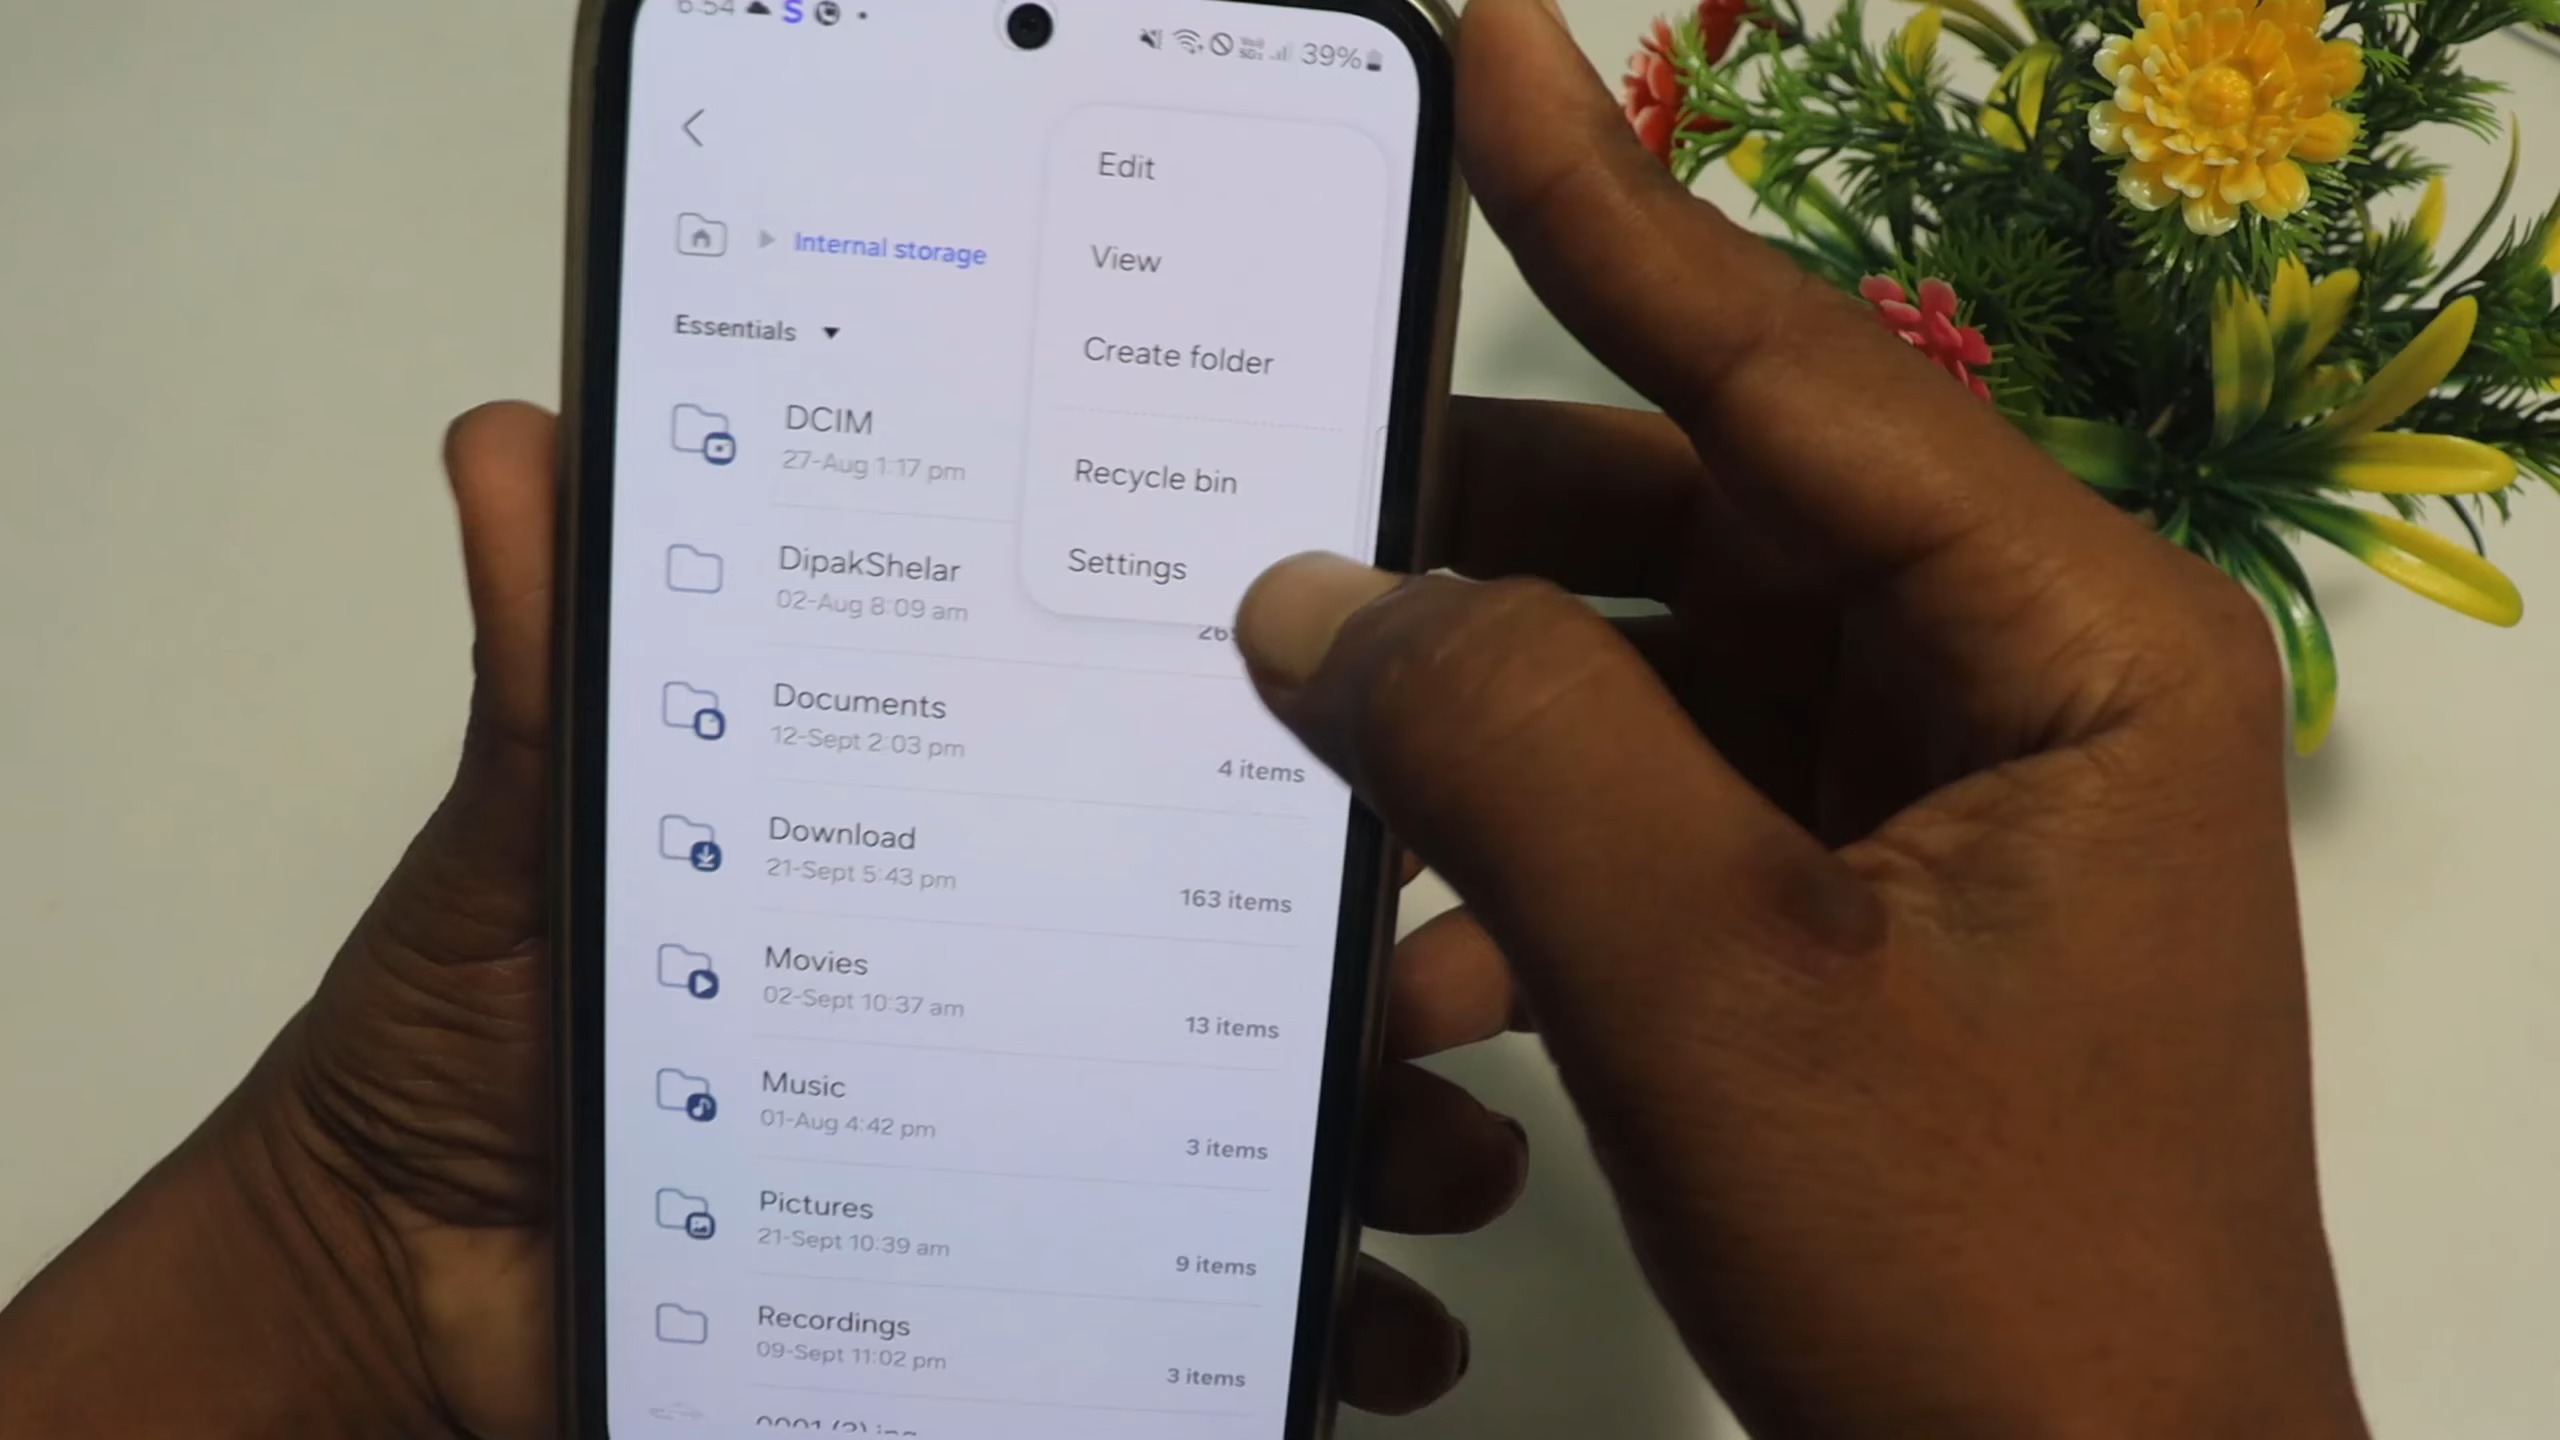 6:54 S
39%
Edit
View
Create folder
Recycle bin
Settings
Internal storage
Essentials
DCIM
27-Aug 1:17 pm
DipakShelar
02-Aug 8:09 am
Documents
12-Sept 2:03 pm
4 items
Download
21-Sept 5:43 pm
163 items
Movies
02-Sept 10:37 am
13 items
Music
01-Aug 4:42 pm
3 items
Pictures
21-Sept 10:39 am
9 items
Recordings
09-Sept 11:02 pm
3 items